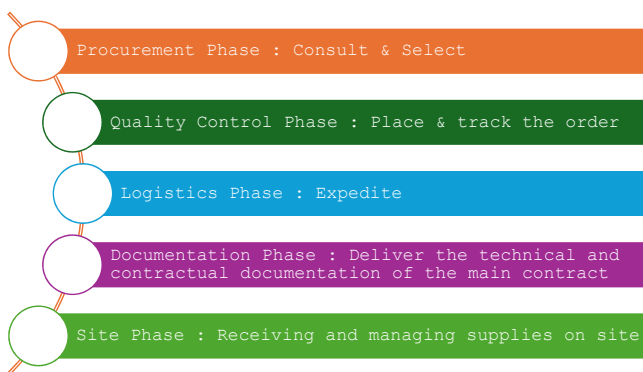 Procurement Phase : Consult & Select
Quality Control Phase : Place & track the order
Logistics Phase : Expedite
Documentation Phase : Deliver the technical and
contractual documentation of the main contract
Site Phase : Receiving and managing supplies on site